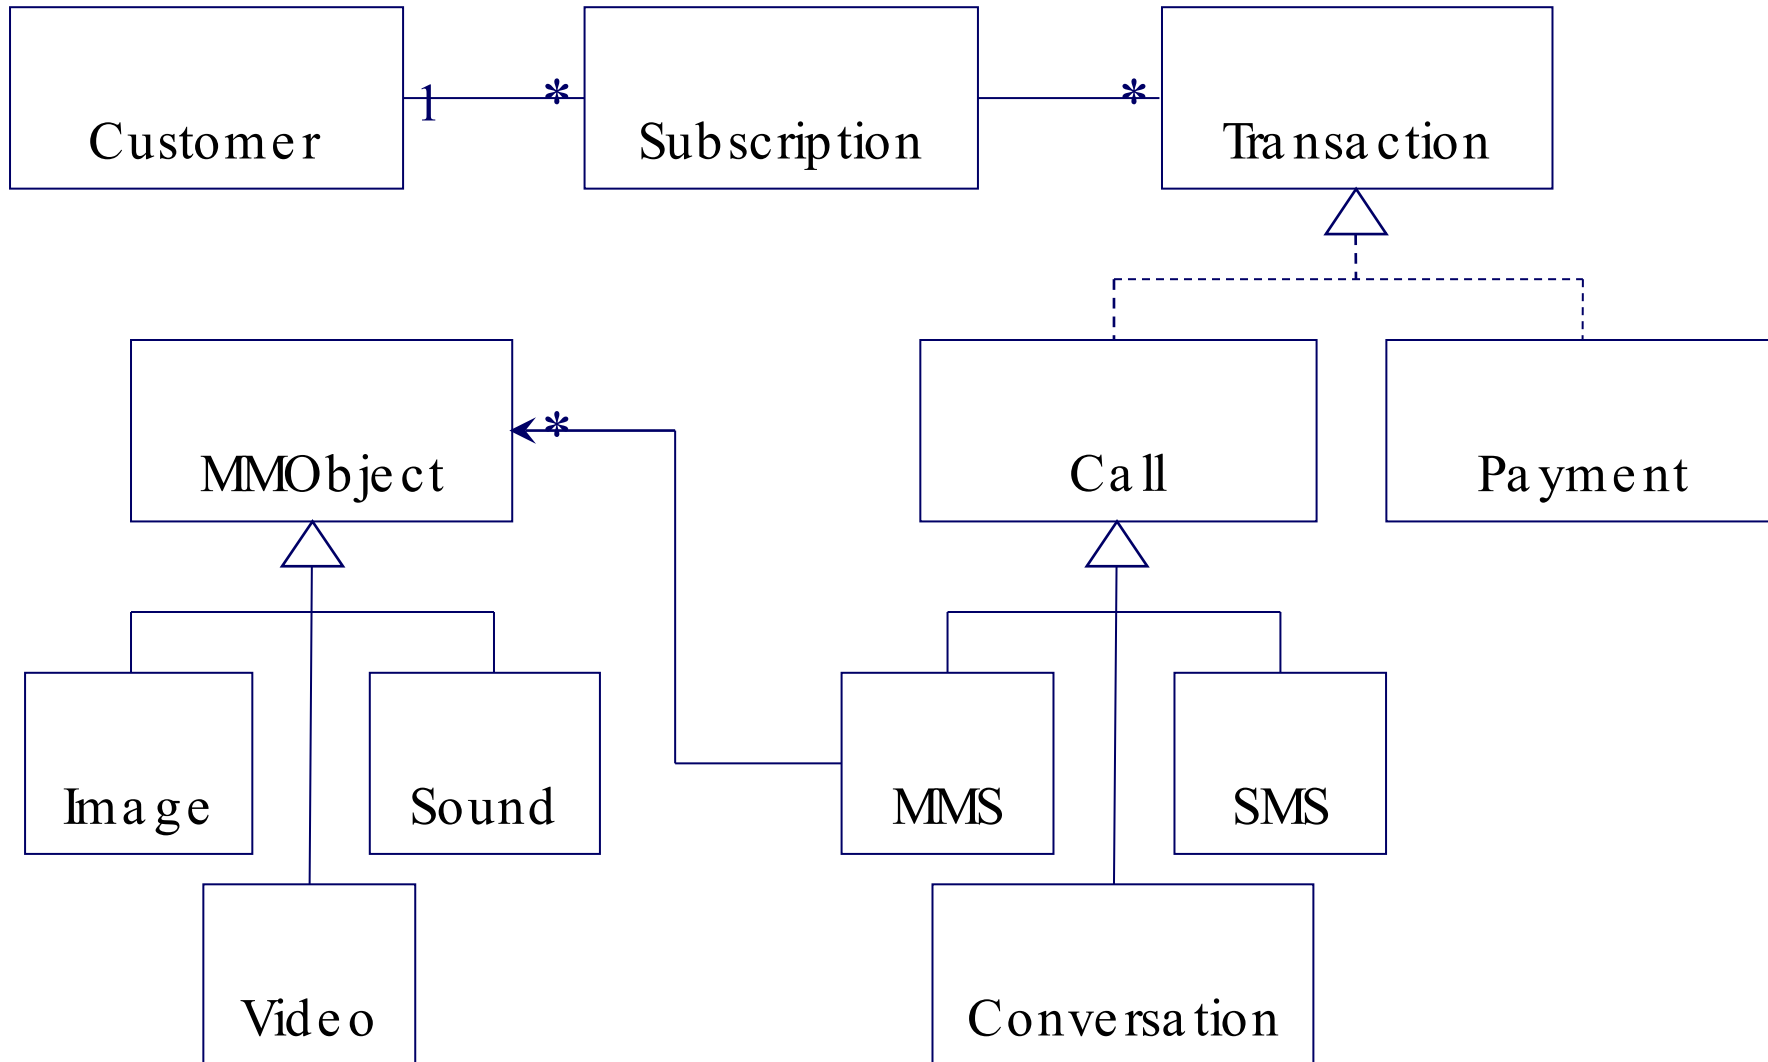 Customer
1
*
Subscription
*
Transaction
MMObject
*
Call
Payment
Image
Sound
MMS
SMS
Video
Conversation